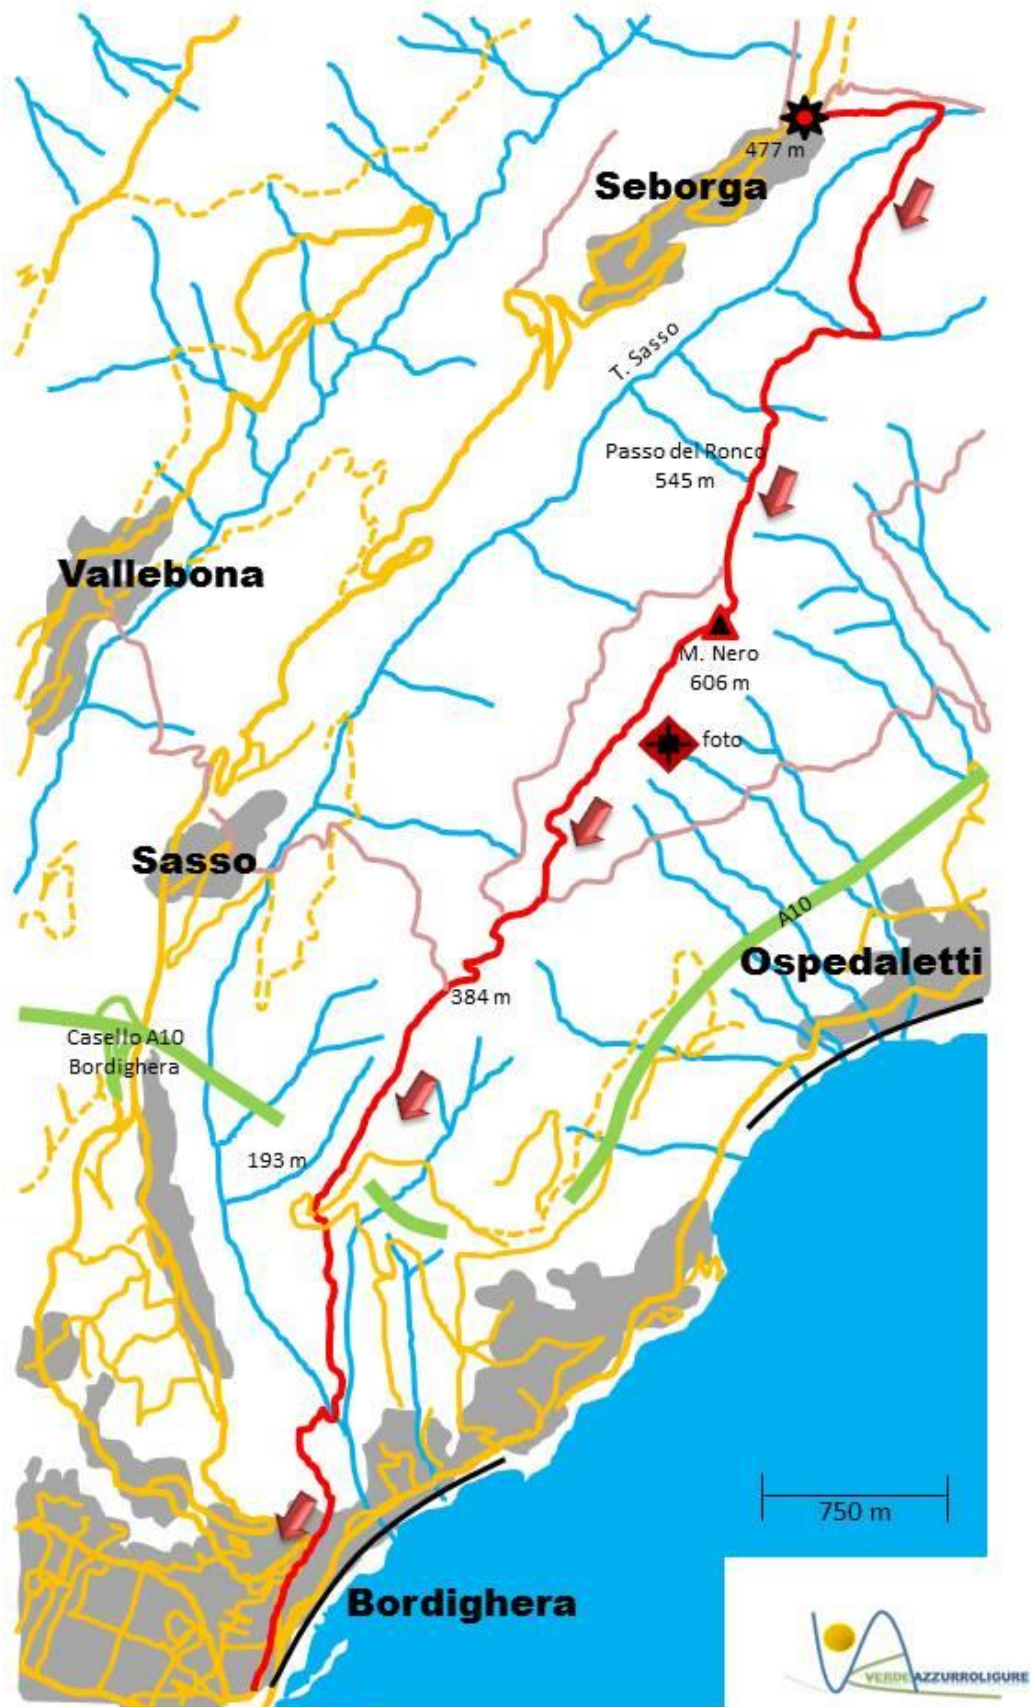 477 m
Seborga
T. Sasso
Passo del Ronco
545 m
Vallebona
M. Nero
606 m
foto
Sasso
A10
Ospedaletti
384 m
Casello A10
Bordighera
193 m
750 m
Bordighera
VERDEAZZURROLIGURE